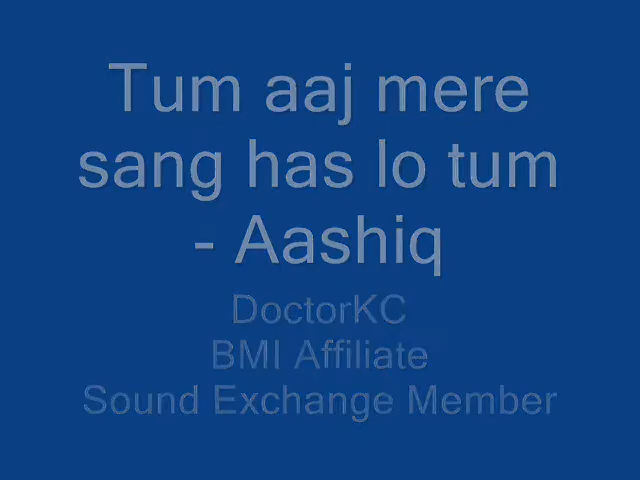 Tum aaj mere
sang has lo tum
- Aashiq
DoctorKC
BMI Affiliate
Sound Exchange Member